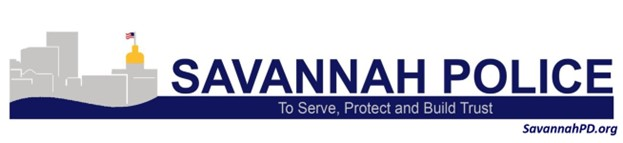 SAVANNAH POLICE
To Serve, Protect and Build Trust
SavannahPD.org